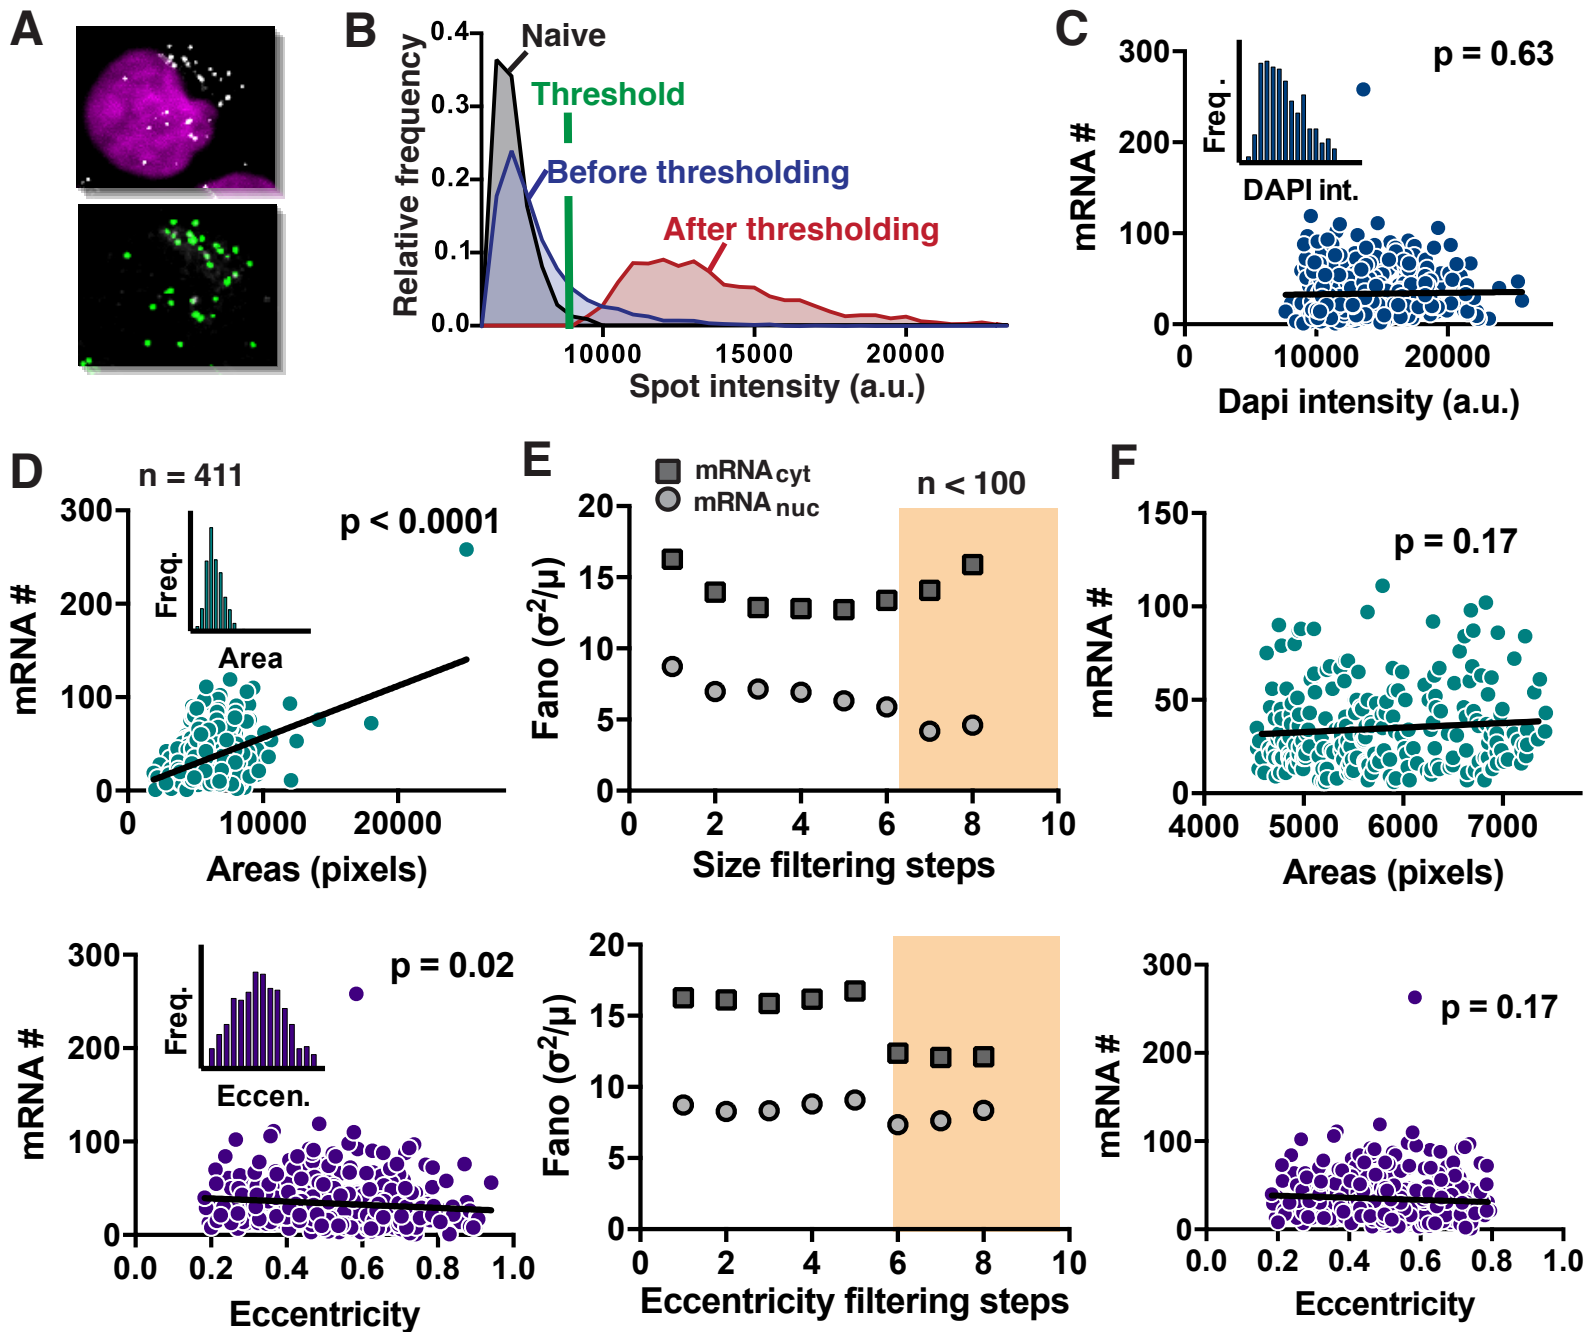 A
B
0.4
0.3
0.2
0.1
0.0
Relative frequency
Naive
Threshold
Before thresholding
After thresholding
10000
15000
20000
Spot intensity (a.u.)
C
p = 0.63
300
200
100
0
mRNA #
Freq.
DAPI int.
0
10000
20000
Dapi intensity (a.u.)
D
n = 411
p < 0.0001
300
200
100
0
mRNA #
Freq.
Area
0
10000
20000
Areas (pixels)
E
mRNAcyt
mRNAnuc
n < 100
20
15
10
5
0
Fano (σ²/μ)
0
2
4
6
8
10
Size filtering steps
F
p = 0.17
150
100
50
0
mRNA #
4000
5000
6000
7000
Areas (pixels)
p = 0.02
300
200
100
0
mRNA #
Freq.
Eccen.
0.0
0.2
0.4
0.6
0.8
1.0
Eccentricity
20
15
10
5
0
Fano (σ²/μ)
0
2
4
6
8
10
Eccentricity filtering steps
p = 0.17
300
200
100
0
mRNA #
0.0
0.2
0.4
0.6
0.8
1.0
Eccentricity